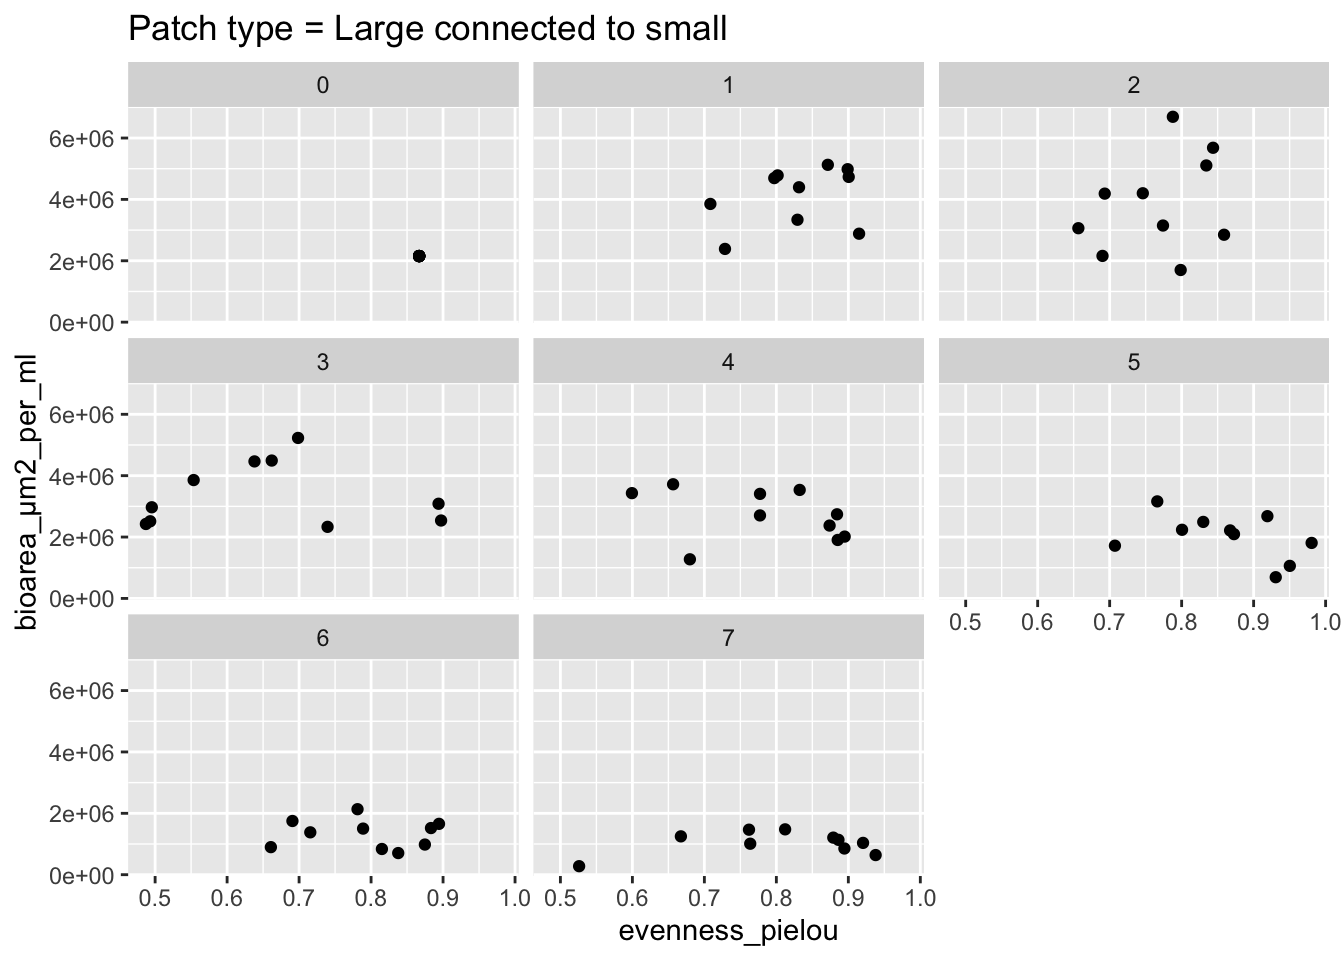 Patch type = Large connected to small
0 1 2
6e+06
4e+06
2e+06
0e+00
3 4 5
6e+06
4e+06
2e+06
0e+00
0.5 0.6 0.7 0.8 0.9 1.0
6 7
6e+06
4e+06
2e+06
0e+00
0.5 0.6 0.7 0.8 0.9 1.0 0.5 0.6 0.7 0.8 0.9 1.0
evenness_pielou
bioarea_µm2_per_ml